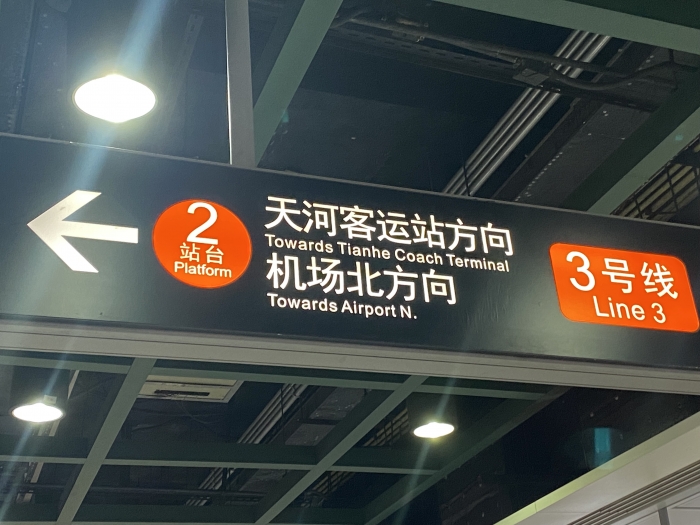 2
站台
Platform
天河客运站方向
Towards Tianhe Coach Terminal
机场北方向
Towards Airport N.
3号线
Line 3